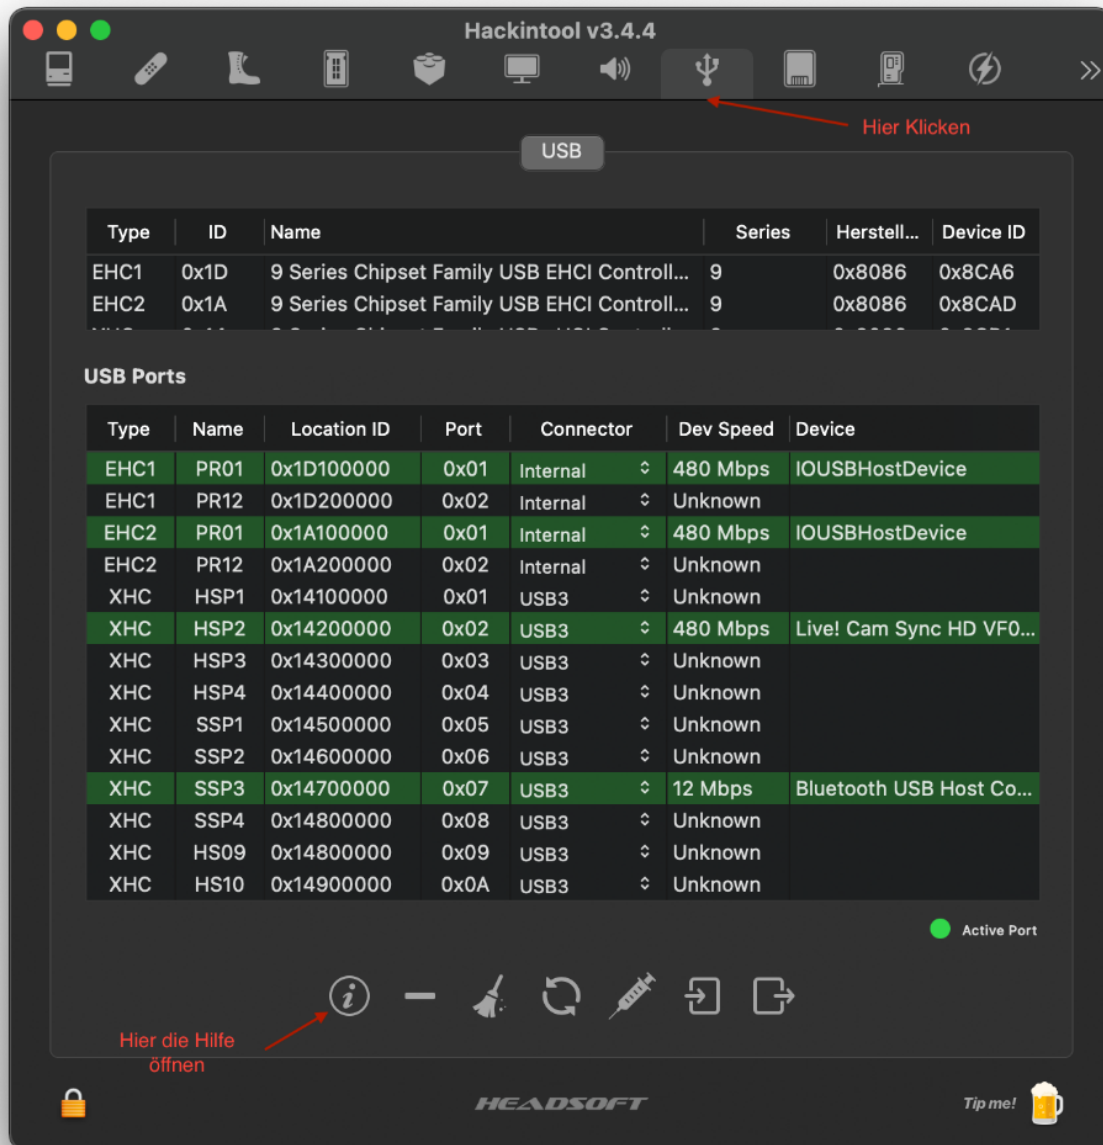 Hackintool v3.4.4
Hier Klicken
USB
Type ID Name Series Herstell... Device ID
EHC1 0x1D 9 Series Chipset Family USB EHCI Controll... 9 0x8086 0x8CA6
EHC2 0x1A 9 Series Chipset Family USB EHCI Controll... 9 0x8086 0x8CAD
USB Ports
Type Name Location ID Port Connector Dev Speed Device
EHC1 PR01 0x1D100000 0x01 Internal 480 Mbps IOUSBHostDevice
EHC1 PR12 0x1D200000 0x02 Internal Unknown
EHC2 PR01 0x1A100000 0x01 Internal 480 Mbps IOUSBHostDevice
EHC2 PR12 0x1A200000 0x02 Internal Unknown
XHC HSP1 0x14100000 0x01 USB3 Unknown
XHC HSP2 0x14200000 0x02 USB3 480 Mbps Live! Cam Sync HD VF0...
XHC HSP3 0x14300000 0x03 USB3 Unknown
XHC HSP4 0x14400000 0x04 USB3 Unknown
XHC SSP1 0x14500000 0x05 USB3 Unknown
XHC SSP2 0x14600000 0x06 USB3 Unknown
XHC SSP3 0x14700000 0x07 USB3 12 Mbps Bluetooth USB Host Co...
XHC SSP4 0x14800000 0x08 USB3 Unknown
XHC HS09 0x14800000 0x09 USB3 Unknown
XHC HS10 0x14900000 0x0A USB3 Unknown
Active Port
Hier die Hilfe
öffnen
HEADSOFT
Tip me!